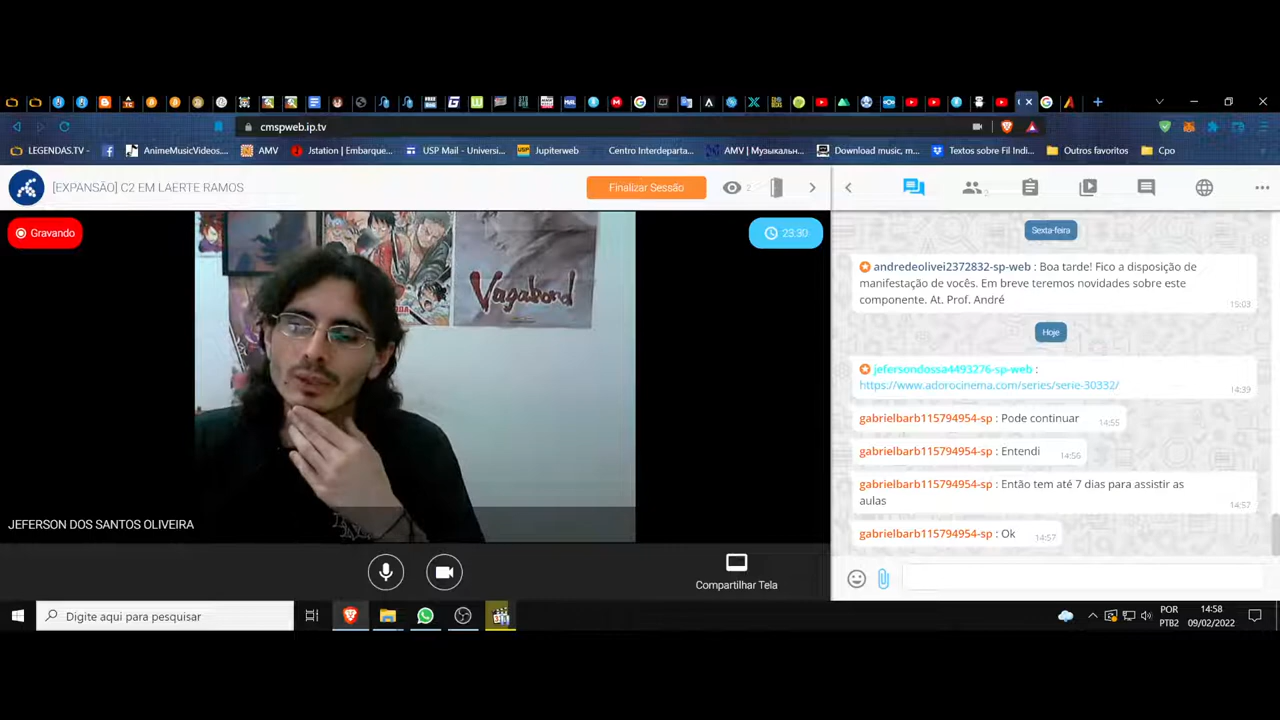 cmspweb.ip.tv
LEGENDAS.TV -
AnimeMusicVideos...
AMV
Jstation | Embarque...
USP Mail - Universi...
Jupiterweb
Centro Interdeparta...
AMV | Музыкальн...
Download music, m...
Textos sobre Fil Indi...
Outros favoritos
Cpo
[EXPANSÃO] C2 EM LAERTE RAMOS
Finalizar Sessão
2
Gravando
23:30
Vagabond
JEFERSON DOS SANTOS OLIVEIRA
Compartilhar Tela
Sexta-feira
andredeolivei2372832-sp-web : Boa tarde! Fico a disposição de
manifestação de vocês. Em breve teremos novidades sobre este
componente. At. Prof. André
15:03
Hoje
jefersondossa4493276-sp-web :
https://www.adorocinema.com/series/serie-30332/
14:39
gabrielbarb115794954-sp : Pode continuar
14:55
gabrielbarb115794954-sp : Entendi
14:56
gabrielbarb115794954-sp : Então tem até 7 dias para assistir as
aulas
14:57
gabrielbarb115794954-sp : Ok
14:57
Digite aqui para pesquisar
POR
PTB2
14:58
09/02/2022